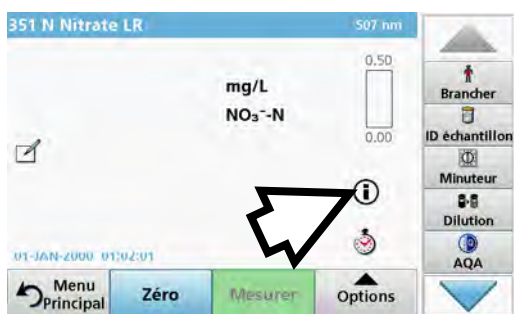 351 N Nitrate LR
507 nm
0.50
mg/L
NO₃⁻-N
0.00
01-JAN-2000 01:02:01
Menu Principal
Zéro
Mesurer
Options
Brancher
ID échantillon
Minuteur
Dilution
AQA